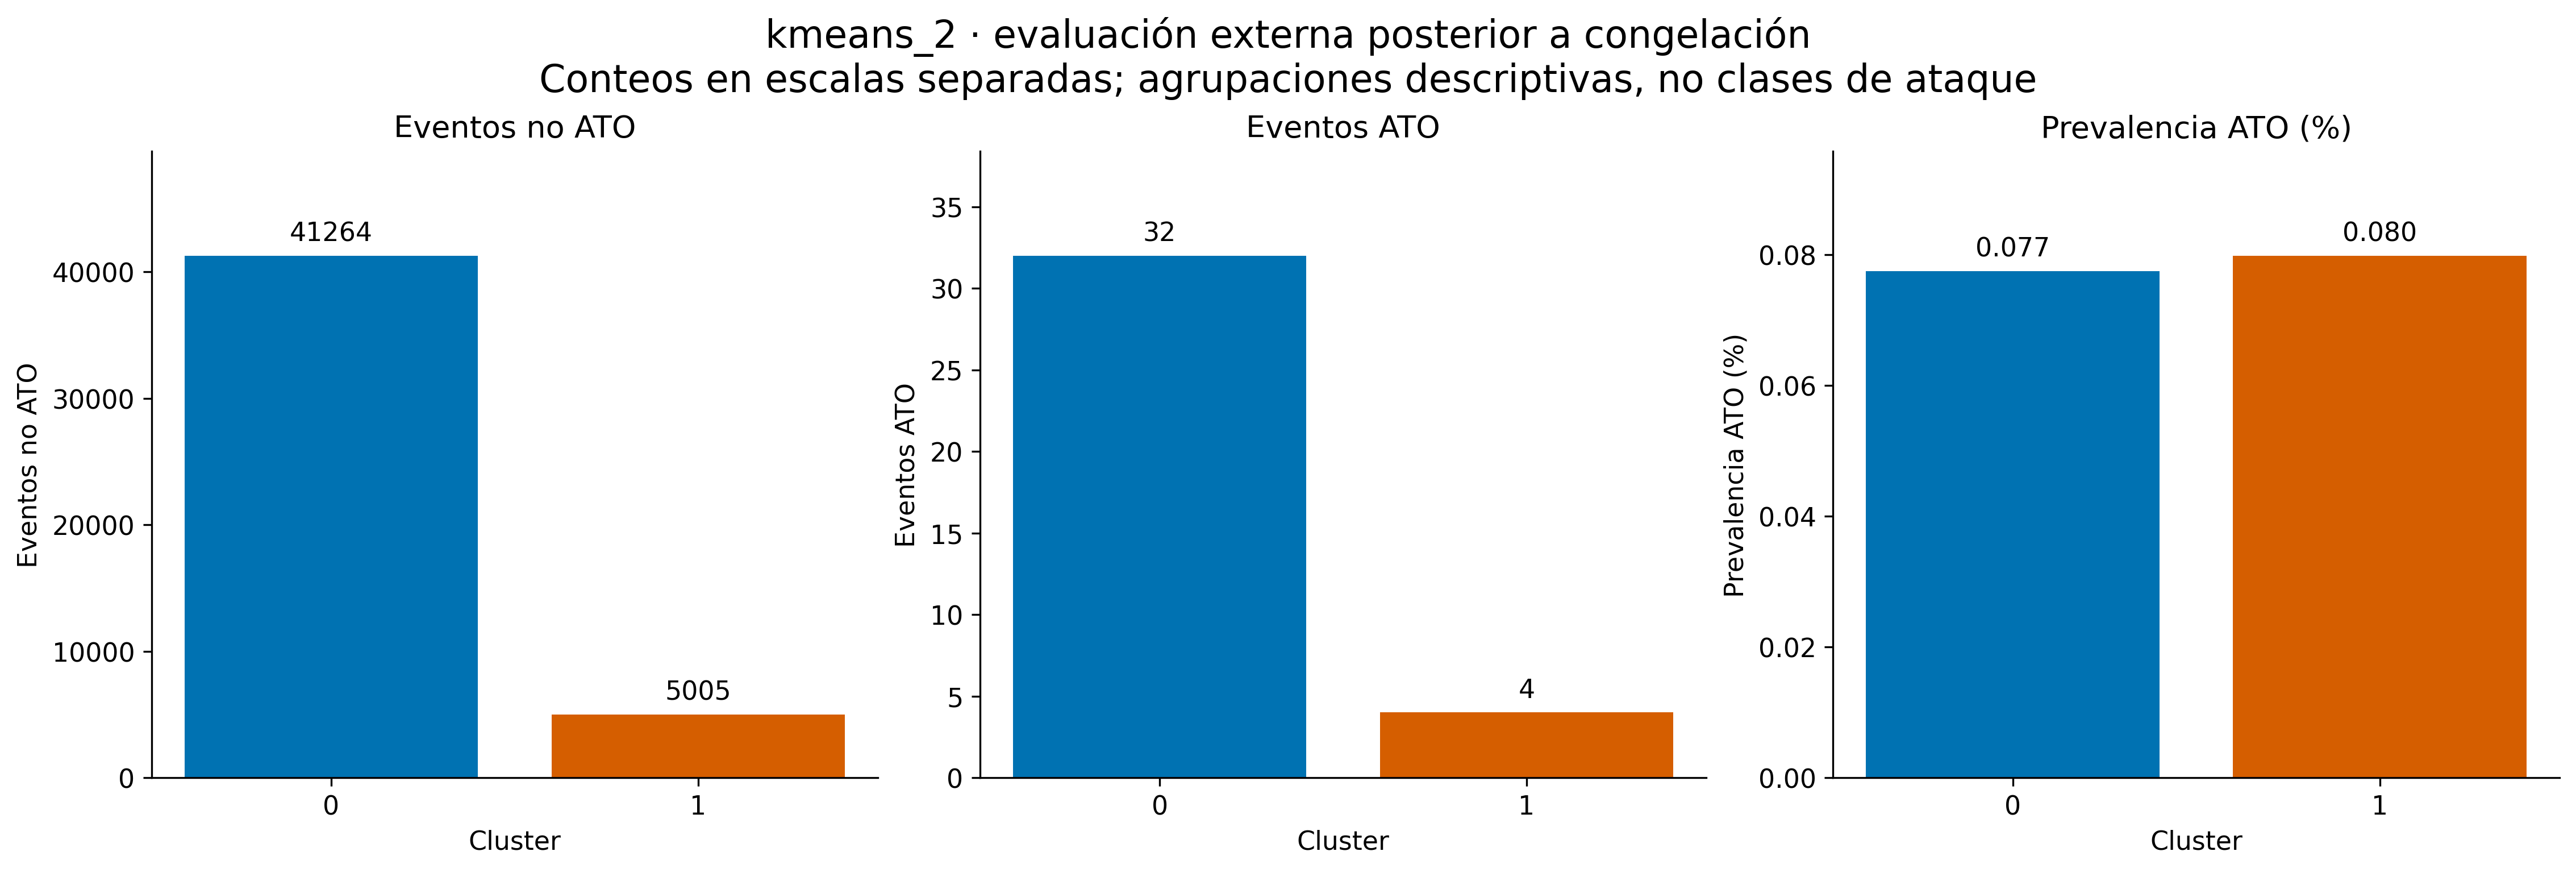 kmeans_2 · evaluación externa posterior a congelación
Conteos en escalas separadas; agrupaciones descriptivas, no clases de ataque
Eventos no ATO
Eventos no ATO
40000
30000
20000
10000
0
41264
5005
0
1
Cluster
Eventos ATO
Eventos ATO
35
30
25
20
15
10
5
0
32
4
0
1
Cluster
Prevalencia ATO (%)
Prevalencia ATO (%)
0.08
0.06
0.04
0.02
0.00
0.077
0.080
0
1
Cluster